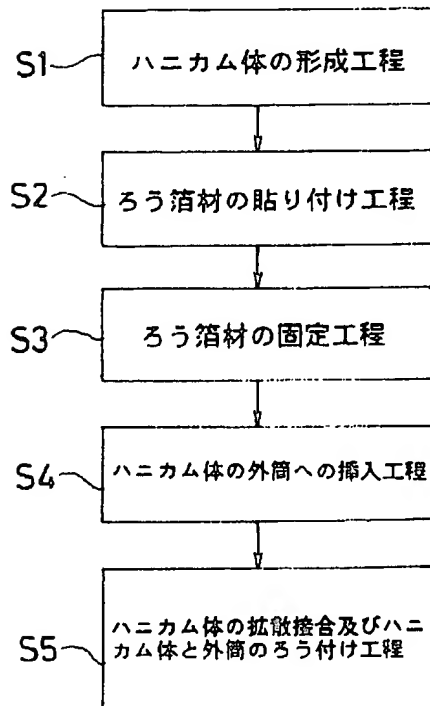 S1
ハニカム体の形成工程
S2
ろう箔材の貼り付け工程
S3
ろう箔材の固定工程
S4
ハニカム体の外筒への挿入工程
S5
ハニカム体の拡散接合及びハニ
カム体と外筒のろう付け工程